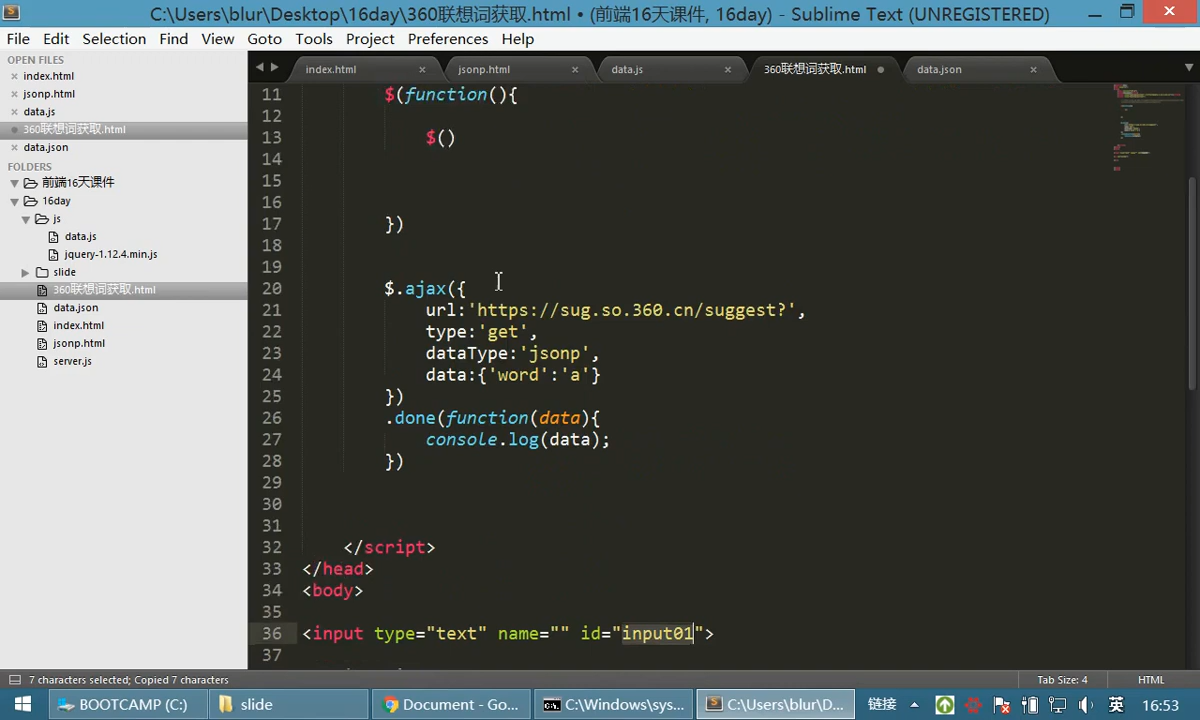 C:\Users\blur\Desktop\16day\360联想词获取.html • (前端16天课件, 16day) - Sublime Text (UNREGISTERED)
File Edit Selection Find View Goto Tools Project Preferences Help
OPEN FILES
index.html
jsonp.html
data.js
360联想词获取.html
data.json
FOLDERS
前端16天课件
16day
js
data.js
jquery-1.12.4.min.js
slide
360联想词获取.html
data.json
index.html
jsonp.html
server.js
index.html jsonp.html data.js 360联想词获取.html data.json
11 $(function(){
12
13 $()
14
15
16
17 })
18
19
20 $.ajax({
21 url:'https://sug.so.360.cn/suggest?',
22 type:'get',
23 dataType:'jsonp',
24 data:{'word':'a'}
25 })
26 .done(function(data){
27 console.log(data);
28 })
29
30
31
32 </script>
33 </head>
34 <body>
35
36 <input type="text" name="" id="input01">
37
7 characters selected; Copied 7 characters Tab Size: 4 HTML
BOOTCAMP (C:) slide Document - Go... C:\Windows\sys... C:\Users\blur\D... 链接 英 16:53